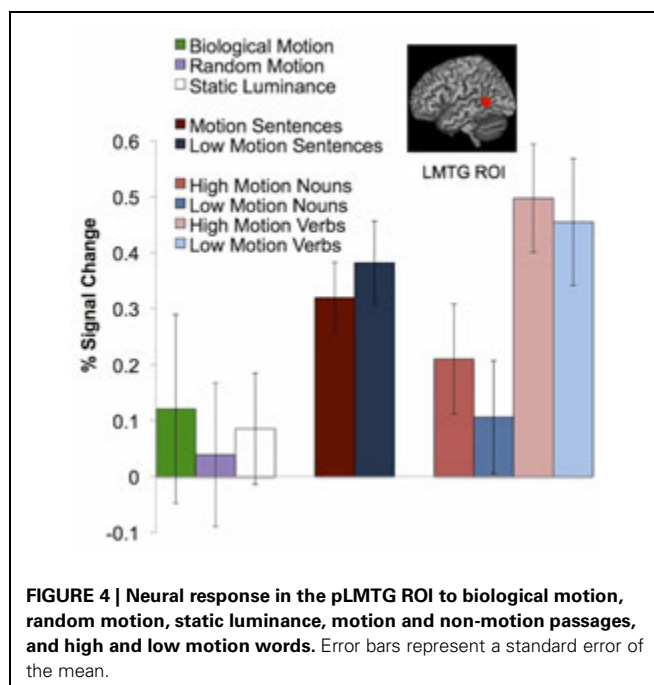 Biological Motion
Random Motion
Static Luminance
Motion Sentences
Low Motion Sentences
High Motion Nouns
Low Motion Nouns
High Motion Verbs
Low Motion Verbs
LMTG ROI
% Signal Change
0.6
0.5
0.4
0.3
0.2
0.1
0
-0.1
FIGURE 4 | Neural response in the pLMTG ROI to biological motion,
random motion, static luminance, motion and non-motion passages,
and high and low motion words. Error bars represent a standard error of
the mean.